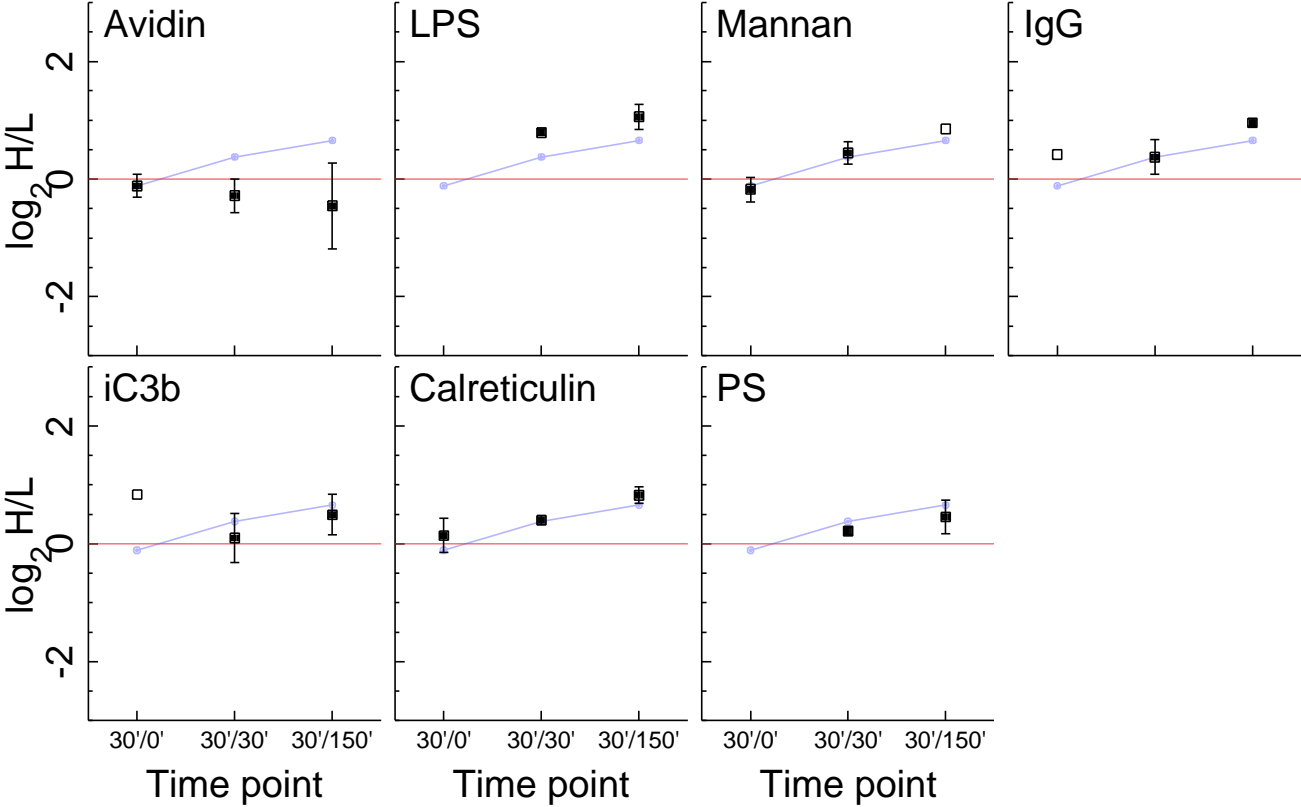 Avidin LPS Mannan IgG
log2 H/L
2
0
-2
iC3b Calreticulin PS
log2 H/L
2
0
-2
30'/0' 30'/30' 30'/150' 30'/0' 30'/30' 30'/150' 30'/0' 30'/30' 30'/150'
Time point Time point Time point